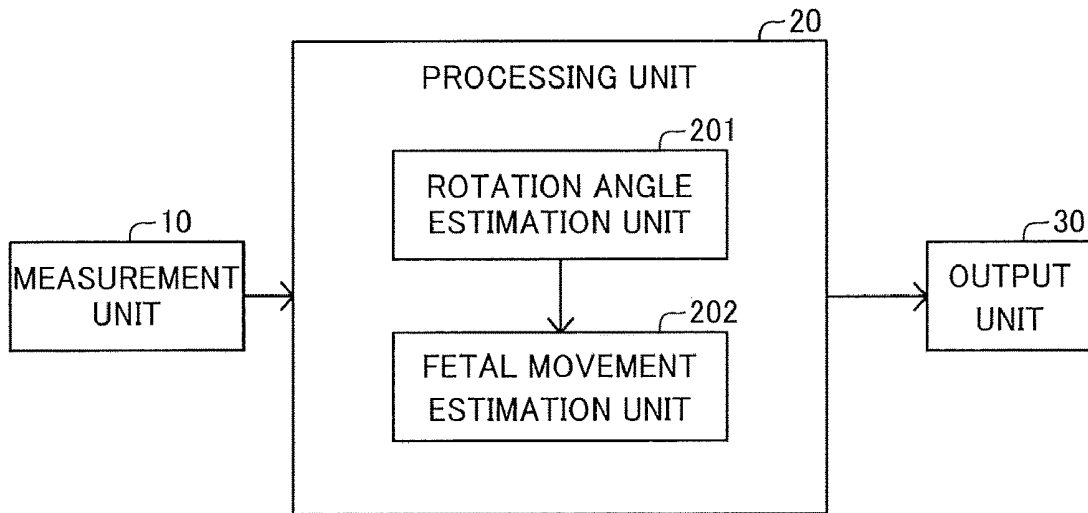 20
PROCESSING UNIT
201
ROTATION ANGLE
ESTIMATION UNIT
10
MEASUREMENT
UNIT
30
OUTPUT
UNIT
202
FETAL MOVEMENT
ESTIMATION UNIT